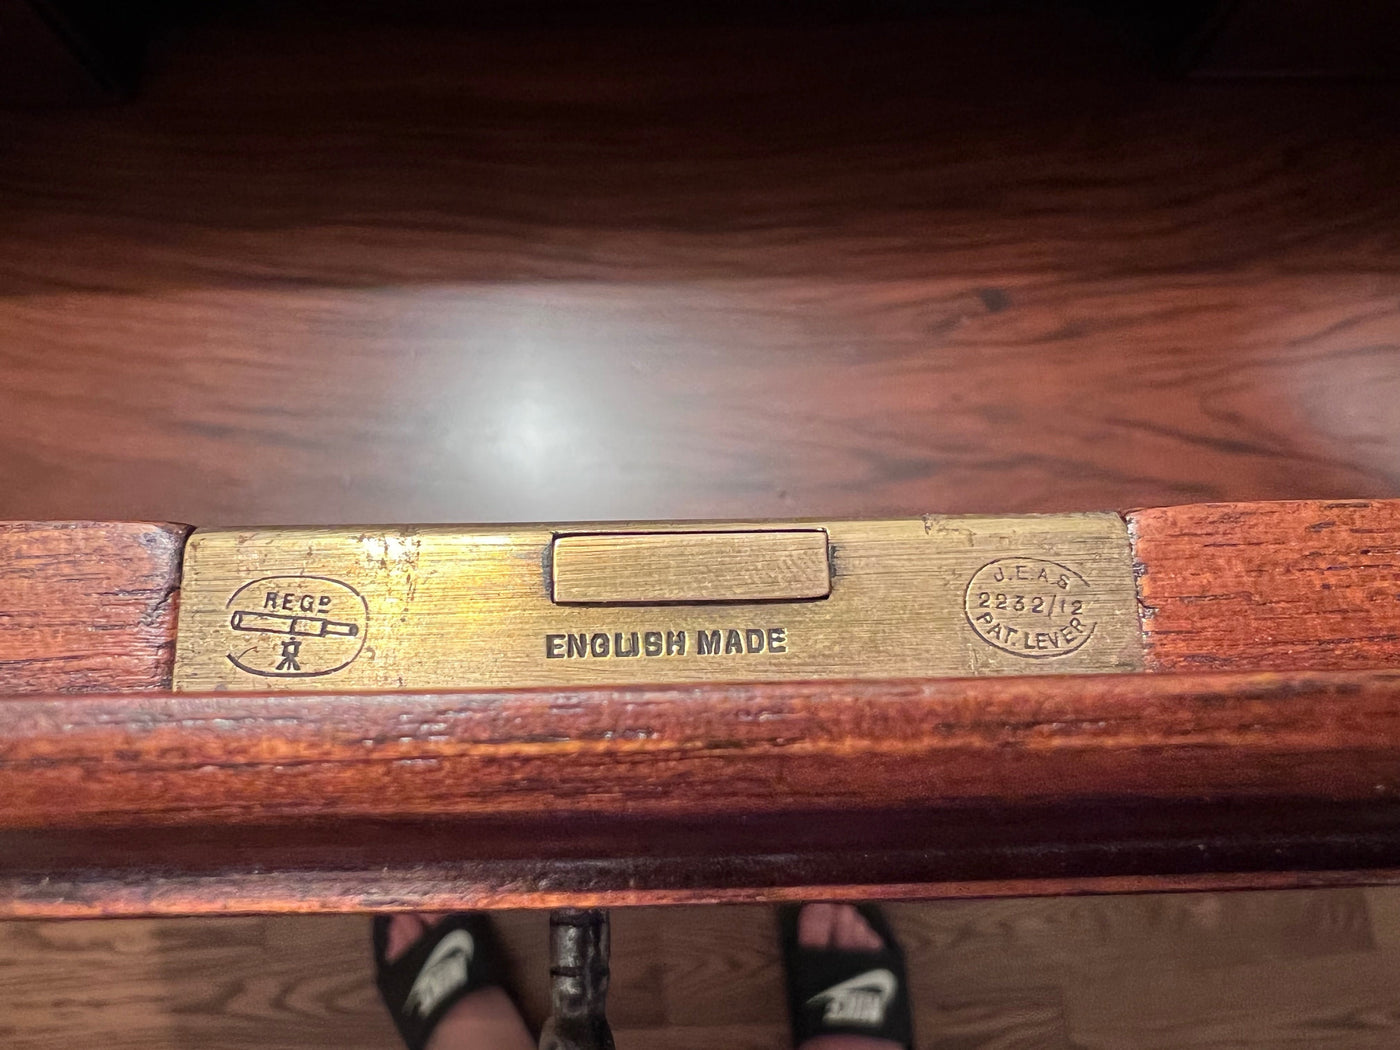 REGD
ENGLISH MADE
J.E.A.S
2232/12
PAT. LEVER
NIKE
NIKE